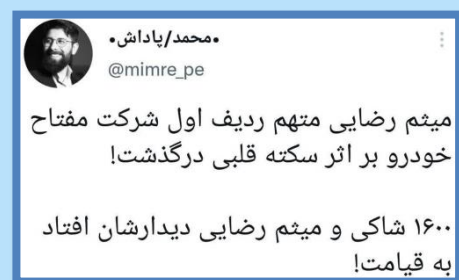 •محمد/پاداش•
@mimre_pe
میثم رضایی متهم ردیف اول شرکت مفتاح
خودرو بر اثر سکته قلبی درگذشت!
۱۶۰۰ شاکی و میثم رضایی دیدارشان افتاد
به قیامت!